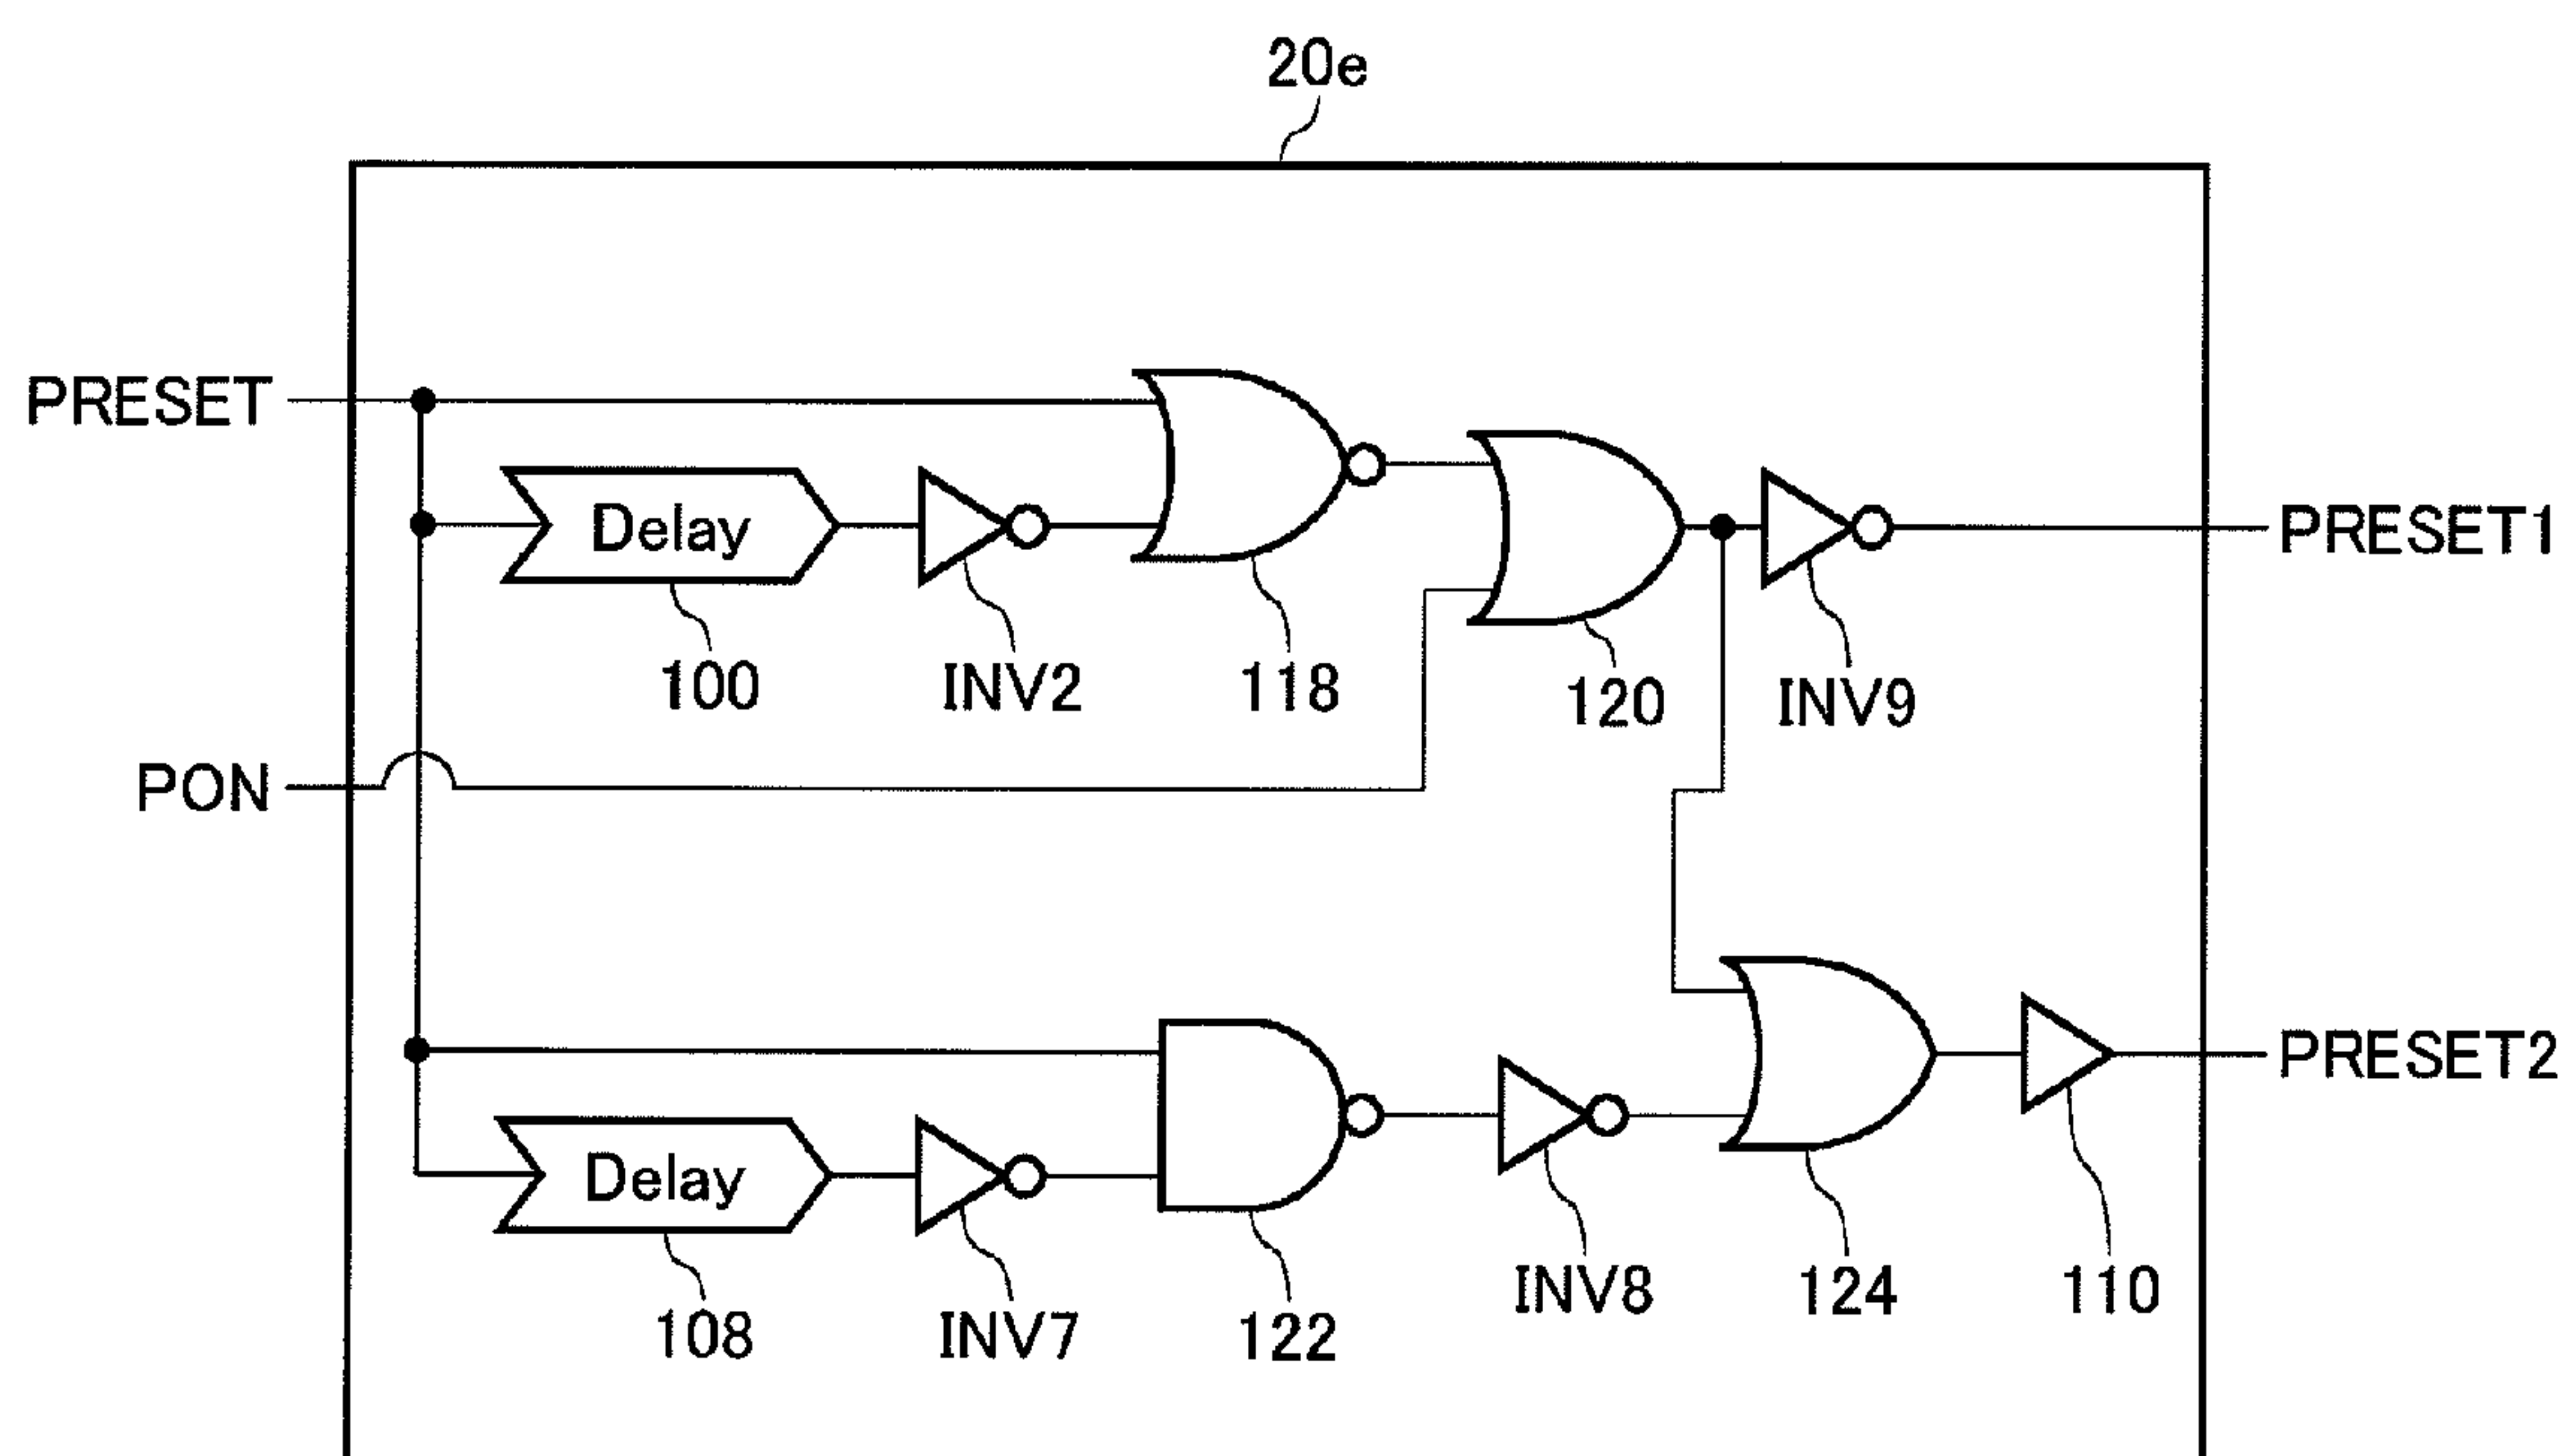 20e
PRESET
Delay
PRESET1
100
INV2
118
120
INV9
PON
PRESET2
Delay
108
INV7
122
INV8
124
110